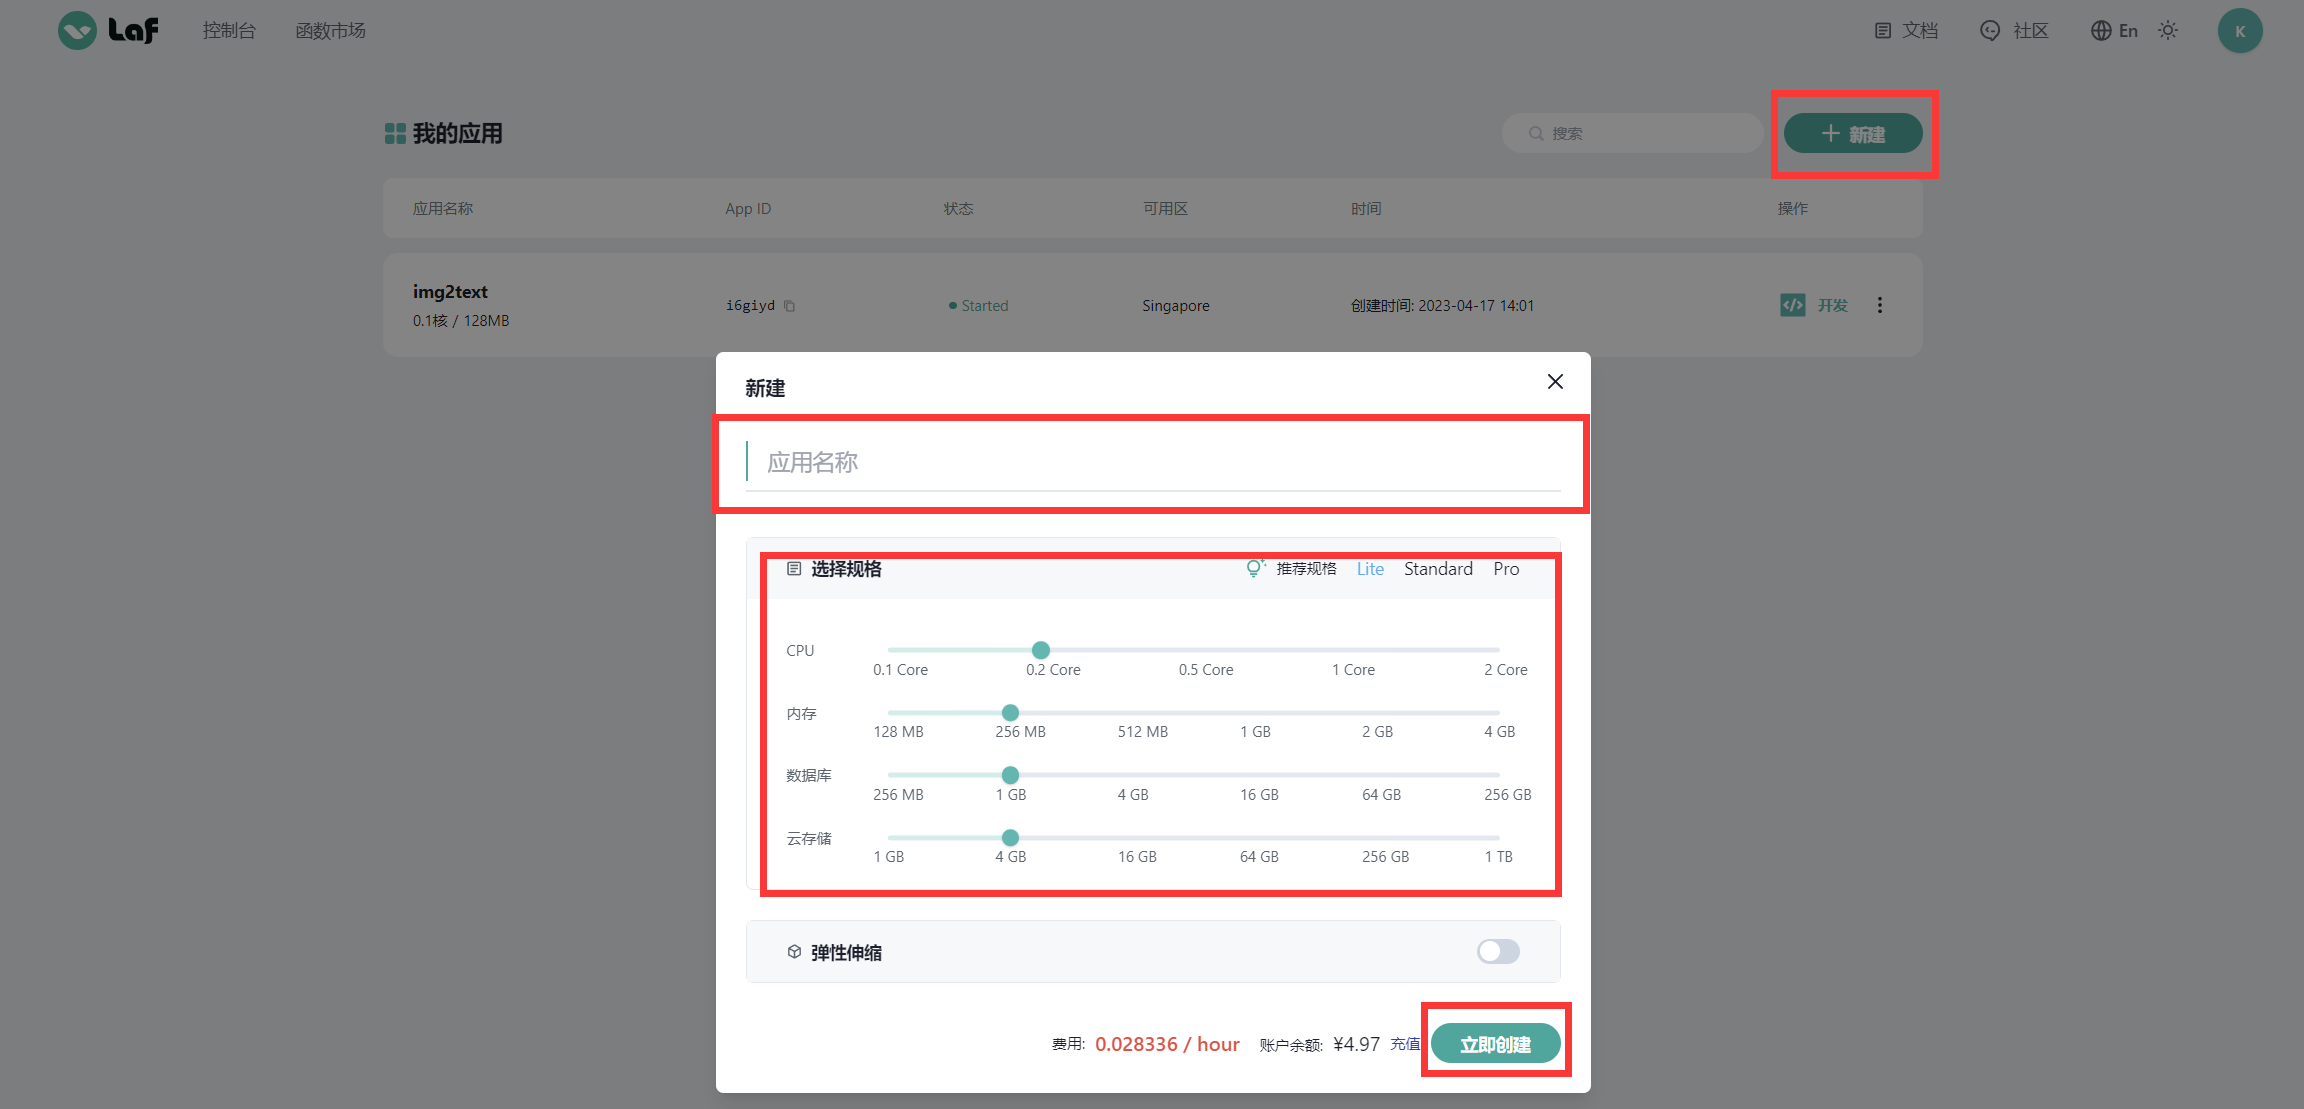 Laf 控制台 函数市场 文档 社区 En K
我的应用 搜索 新建
应用名称 App ID 状态 可用区 时间 操作
img2text
0.1核 / 128MB
i6giyd Started Singapore 创建时间: 2023-04-17 14:01 开发
新建
应用名称
选择规格 推荐规格 Lite Standard Pro
CPU
0.1 Core 0.2 Core 0.5 Core 1 Core 2 Core
内存
128 MB 256 MB 512 MB 1 GB 2 GB 4 GB
数据库
256 MB 1 GB 4 GB 16 GB 64 GB 256 GB
云存储
1 GB 4 GB 16 GB 64 GB 256 GB 1 TB
弹性伸缩
费用: 0.028336 / hour 账户余额: ¥4.97 充值 立即创建